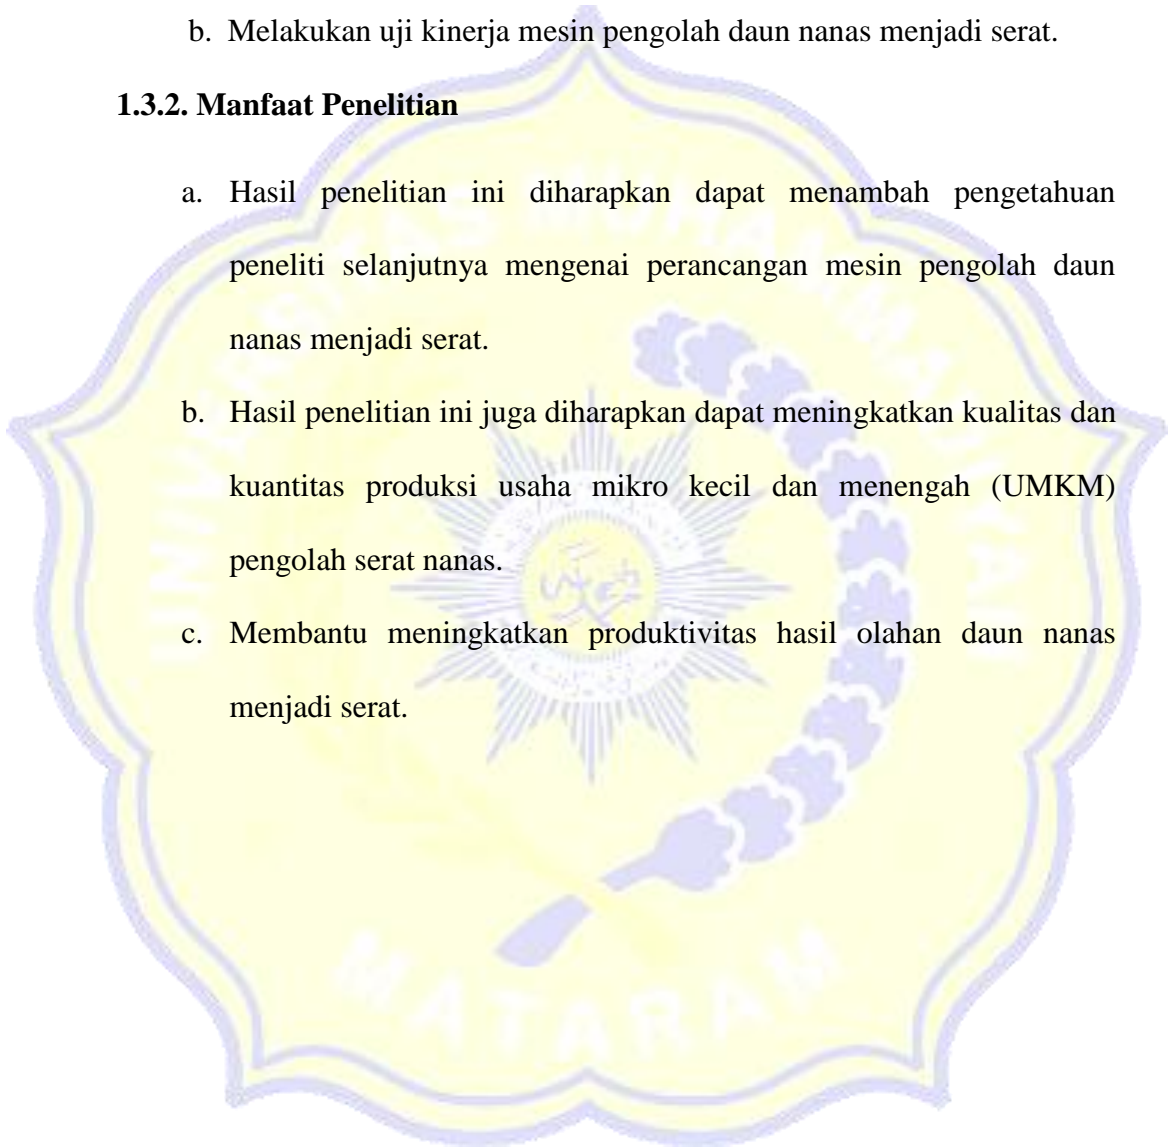 b. Melakukan uji kinerja mesin pengolah daun nanas menjadi serat.
1.3.2. Manfaat Penelitian
a. Hasil penelitian ini diharapkan dapat menambah pengetahuan
peneliti selanjutnya mengenai perancangan mesin pengolah daun
nanas menjadi serat.
b. Hasil penelitian ini juga diharapkan dapat meningkatkan kualitas dan
kuantitas produksi usaha mikro kecil dan menengah (UMKM)
pengolah serat nanas.
c. Membantu meningkatkan produktivitas hasil olahan daun nanas
menjadi serat.
UNIVERSITAS MUHAMMADIYAH
MATARAM